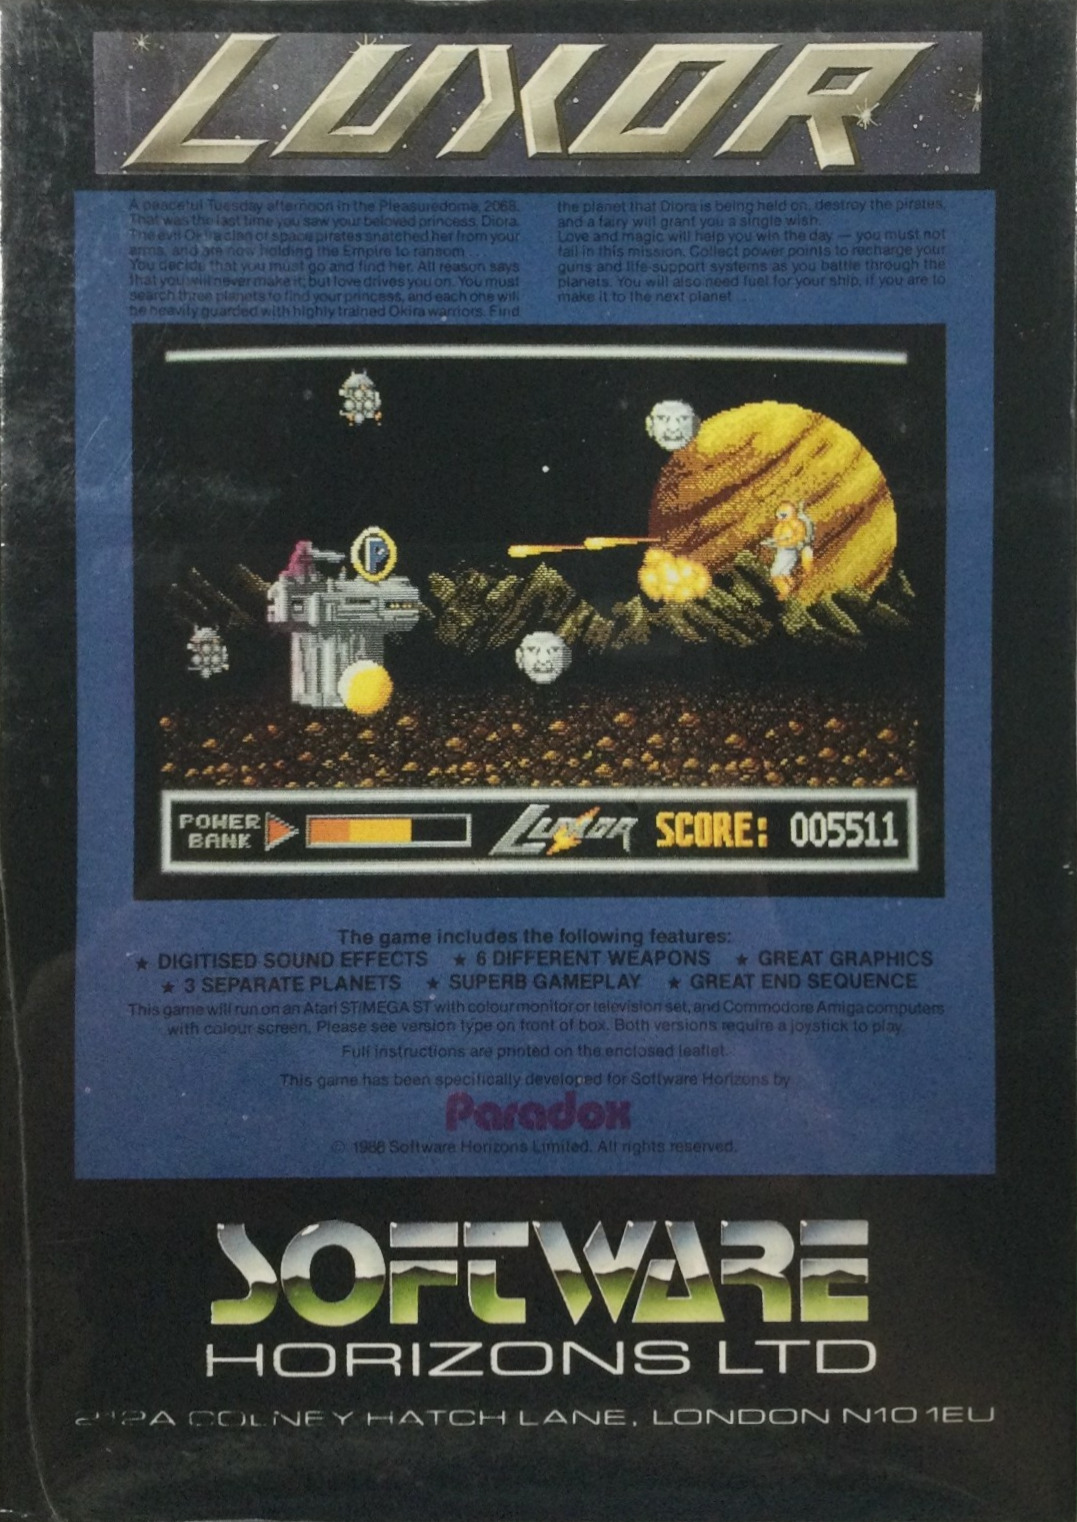 LUXOR
A peaceful Tuesday afternoon in the Pleasuredome, 2068.
That was the last time you saw your beloved princess, Diora.
The evil Okira clan of space pirates snatched her from your
arms, and are now holding the Empire to ransom . . .
You decide that you must go and find her. All reason says
that you will never make it, but love drives you on. You must
search three planets to find your princess, and each one will
be heavily guarded with highly trained Okira warriors. Find
the planet that Diora is being held on, destroy the pirates,
and a fairy will grant you a single wish.
Love and magic will help you win the day — you must not
fail in this mission. Collect power points to recharge your
guns and life-support systems as you battle through the
planets. You will also need fuel for your ship, if you are to
make it to the next planet . . .
P
POWER
BANK
LUXOR
SCORE: 005511
The game includes the following features:
★ DIGITISED SOUND EFFECTS ★ 6 DIFFERENT WEAPONS ★ GREAT GRAPHICS
★ 3 SEPARATE PLANETS ★ SUPERB GAMEPLAY ★ GREAT END SEQUENCE
This game will run on an Atari ST/MEGA ST with colour monitor or television set, and Commodore Amiga computers
with colour screen. Please see version type on front of box. Both versions require a joystick to play.
Full instructions are printed on the enclosed leaflet.
This game has been specifically developed for Software Horizons by
Paradox
© 1988 Software Horizons Limited. All rights reserved.
SOFTWARE
HORIZONS LTD
COLNEY HATCH LANE, LONDON N10 1EU